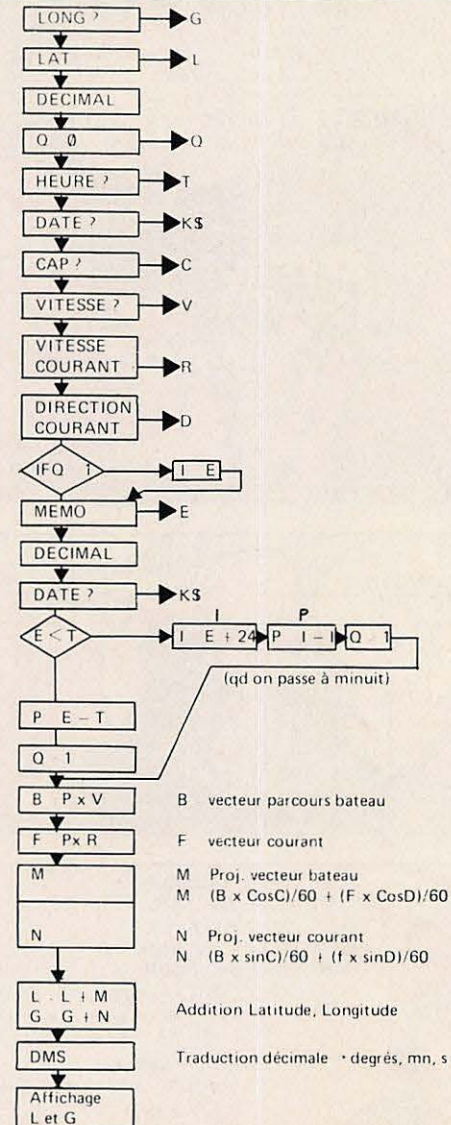 LONG ? G
LAT L
DECIMAL
Q 0 Q
HEURE ? T
DATE ? K$
CAP ? C
VITESSE ? V
VITESSE
COURANT R
DIRECTION
COURANT D
IFQ 1 I E
MEMO E
DECIMAL
DATE ? K$
I P
E < T I E + 24 P I – I Q 1
(qd on passe à minuit)
P E – T
Q 1
B P x V B vecteur parcours bateau
F P x R F vecteur courant
M M Proj. vecteur bateau
M (B x CosC)/60 + (F x CosD)/60
N N Proj. vecteur courant
N (B x sinC)/60 + (f x sinD)/60
L L + M
G G + N Addition Latitude, Longitude
DMS Traduction décimale · degrés, mn, s
Affichage
L et G